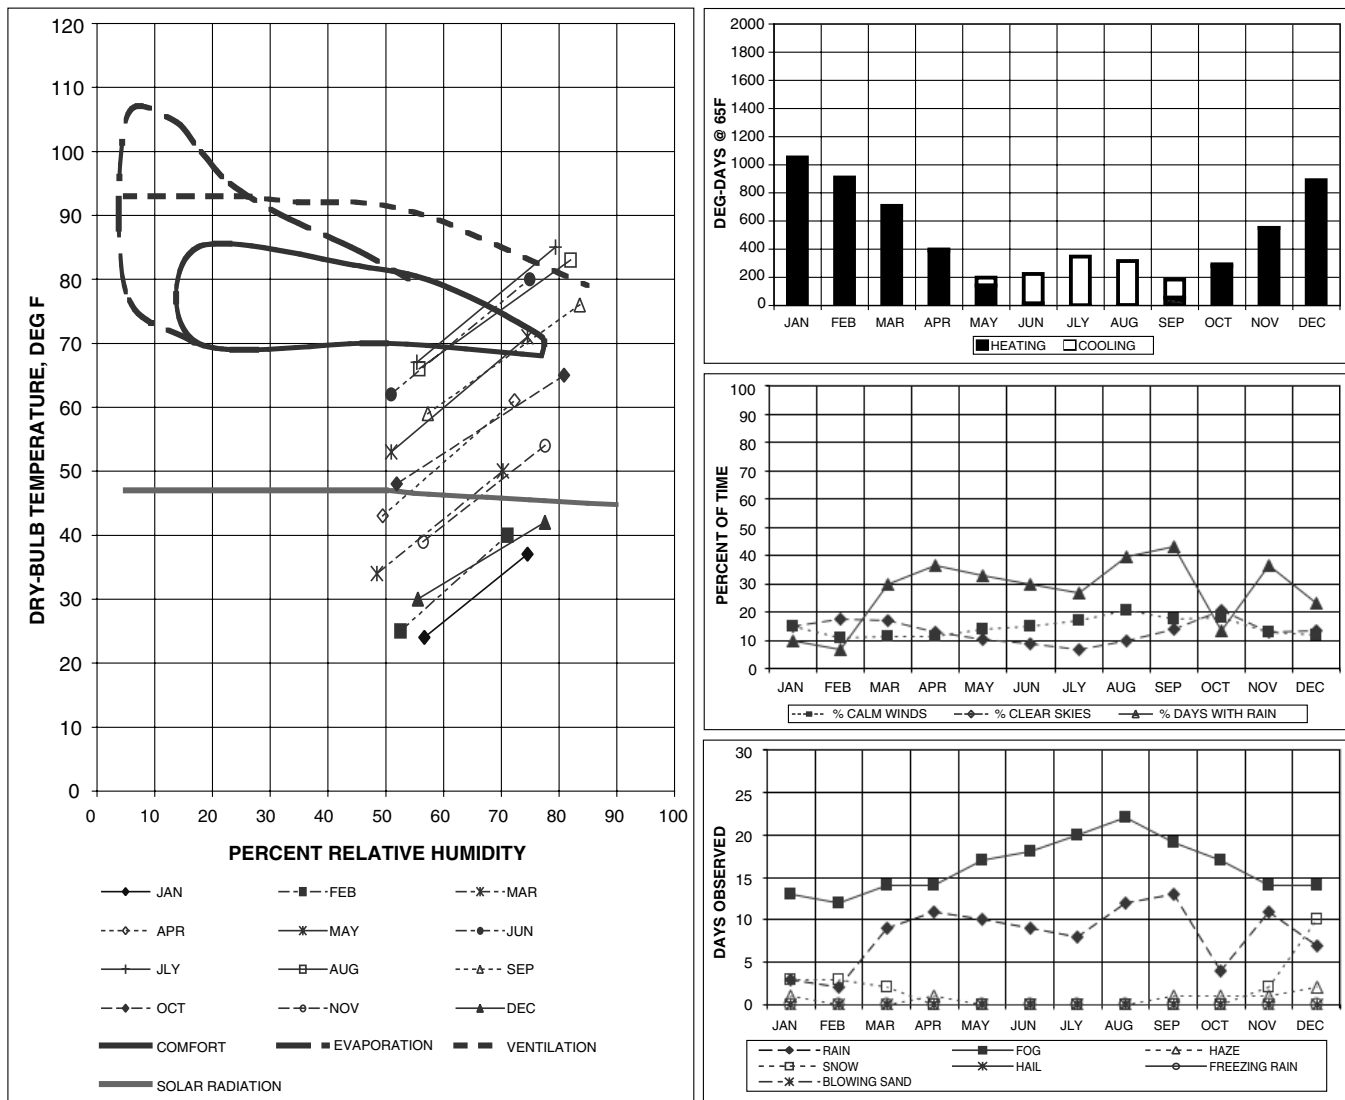 120
110
100
90
80
70
60
50
40
30
20
10
0
DRY-BULB TEMPERATURE, DEG F
0 10 20 30 40 50 60 70 80 90 100
PERCENT RELATIVE HUMIDITY
JAN FEB MAR
APR MAY JUN
JLY AUG SEP
OCT NOV DEC
COMFORT EVAPORATION VENTILATION
SOLAR RADIATION
2000
1800
1600
1400
1200
1000
800
600
400
200
0
DEG-DAYS @ 65F
JAN FEB MAR APR MAY JUN JLY AUG SEP OCT NOV DEC
HEATING COOLING
100
90
80
70
60
50
40
30
20
10
0
PERCENT OF TIME
JAN FEB MAR APR MAY JUN JLY AUG SEP OCT NOV DEC
% CALM WINDS % CLEAR SKIES % DAYS WITH RAIN
30
25
20
15
10
5
0
DAYS OBSERVED
JAN FEB MAR APR MAY JUN JLY AUG SEP OCT NOV DEC
RAIN FOG HAZE
SNOW HAIL FREEZING RAIN
BLOWING SAND